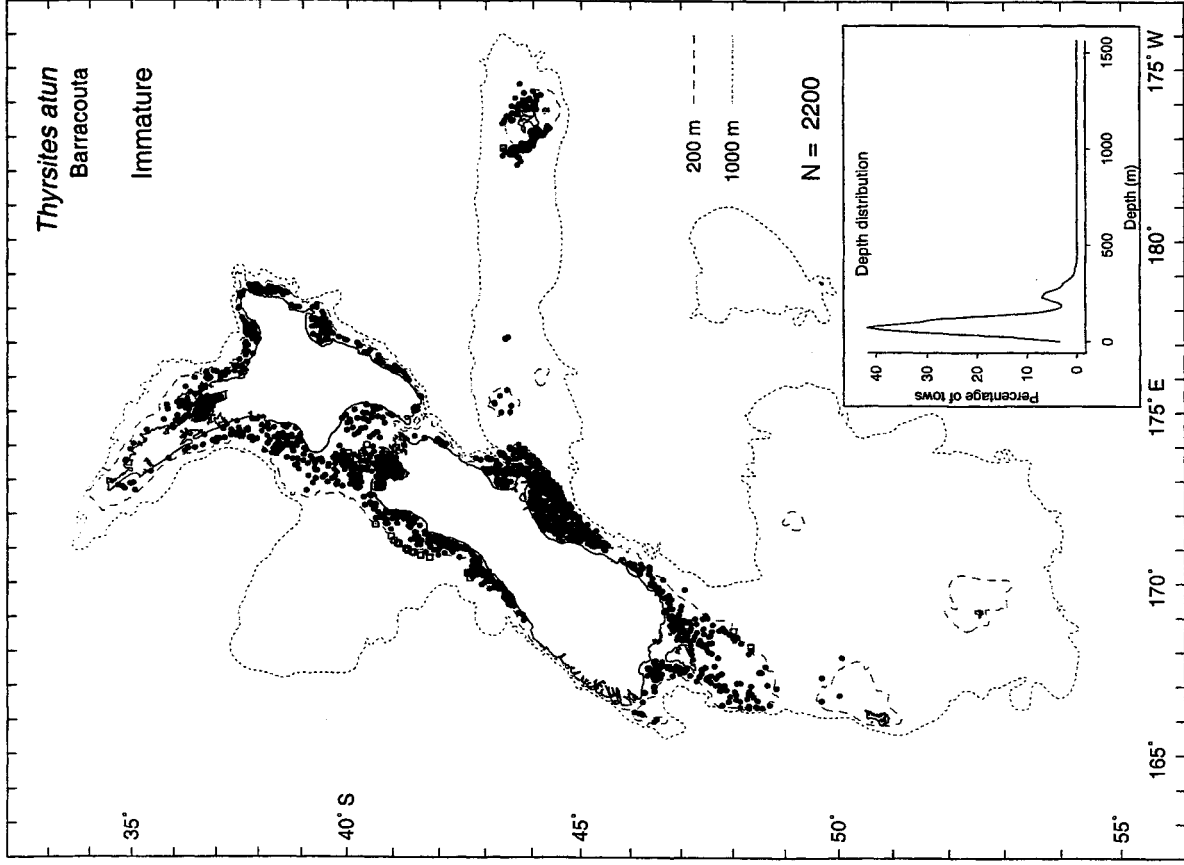 Thyrsites atun
Barracouta
Immature
35°
40° S
45°
50°
55°
165°
170°
175° E
180°
175° W
200 m
1000 m
N = 2200
Depth distribution
Percentage of tows
40
30
20
10
0
0
500
1000
1500
Depth (m)